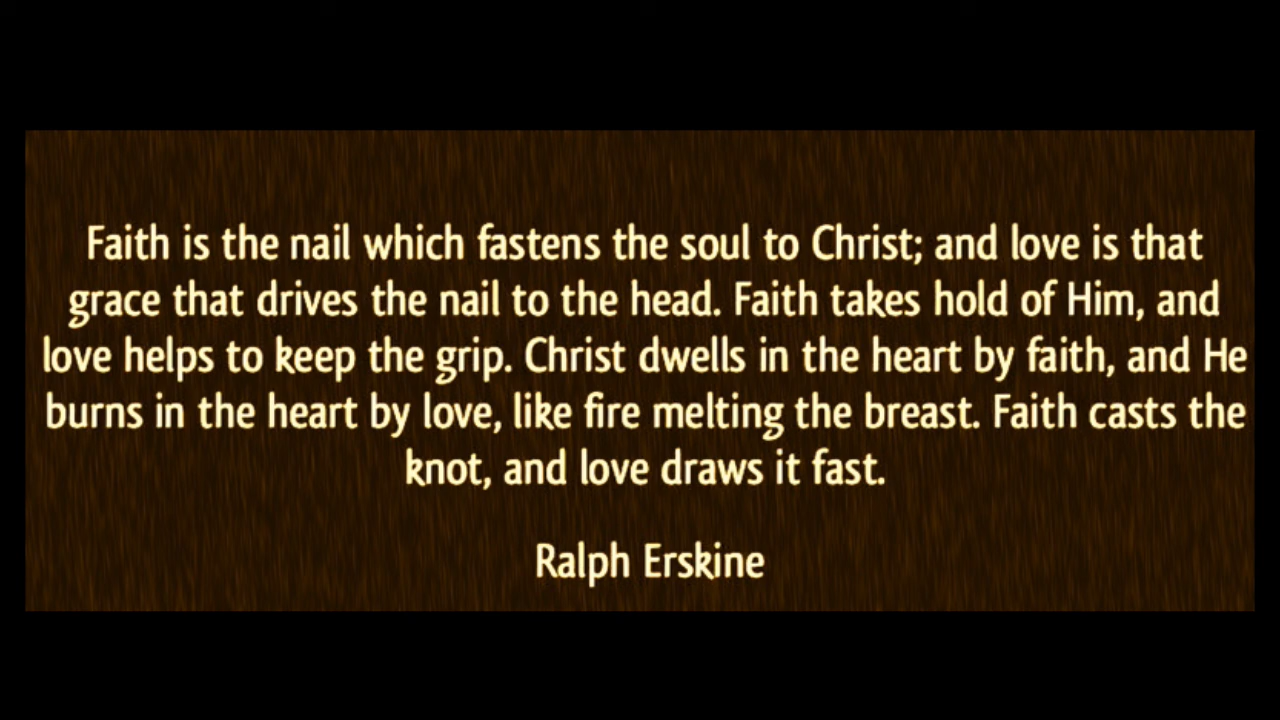 Faith is the nail which fastens the soul to Christ; and love is that
grace that drives the nail to the head. Faith takes hold of Him, and
love helps to keep the grip. Christ dwells in the heart by faith, and He
burns in the heart by love, like fire melting the breast. Faith casts the
knot, and love draws it fast.
Ralph Erskine